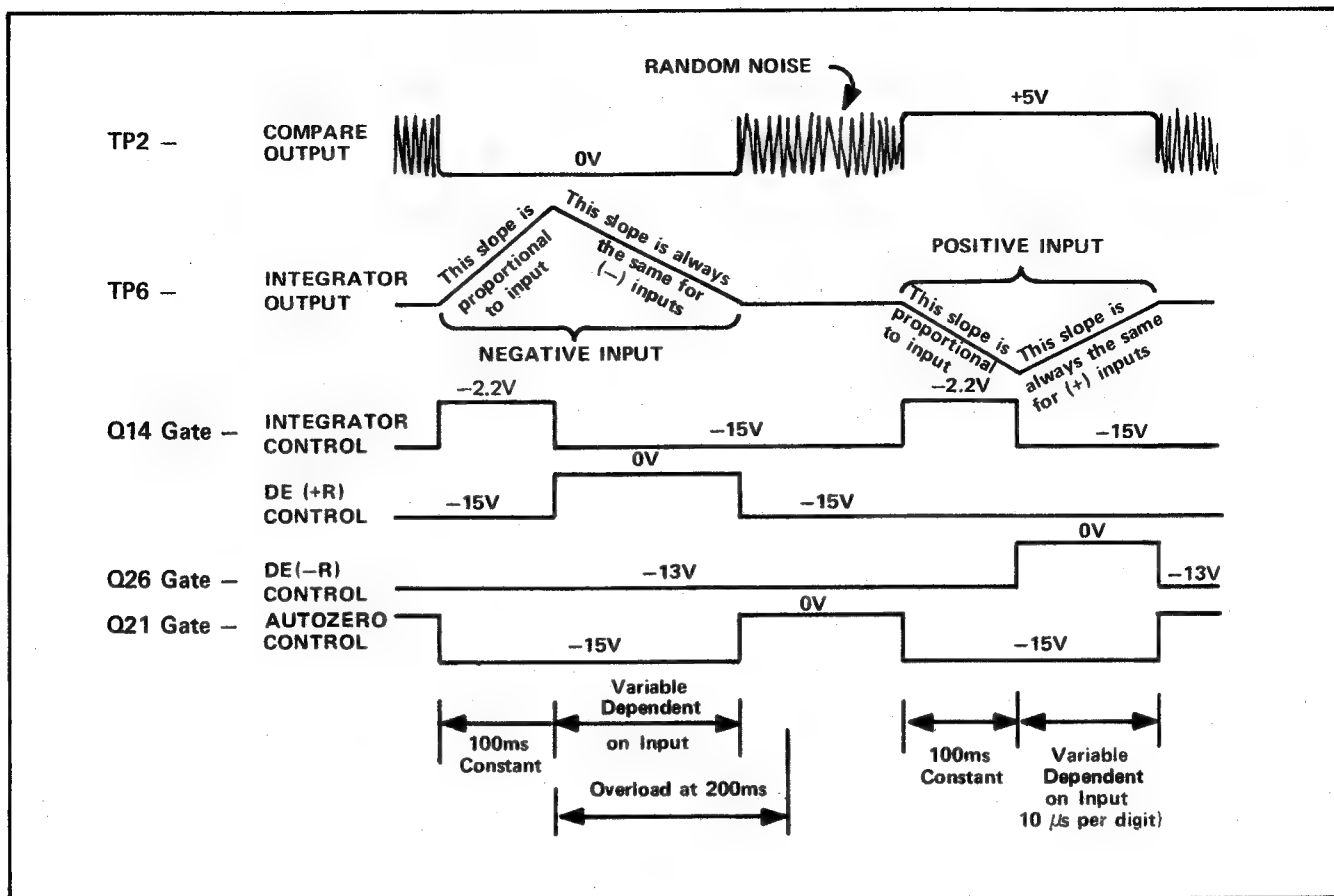 RANDOM NOISE
+5V
TP2 –
COMPARE
OUTPUT
0V
This slope is
proportional
to input
This slope is always
the same for
(–) inputs
POSITIVE INPUT
TP6 –
INTEGRATOR
OUTPUT
This slope is
proportional
to input
This slope is
always the same
for (+) inputs
NEGATIVE INPUT
–2.2V
–2.2V
Q14 Gate –
INTEGRATOR
CONTROL
–15V
–15V
0V
DE (+R)
CONTROL
–15V
–15V
0V
Q26 Gate –
DE(–R)
CONTROL
–13V
–13V
Q21 Gate –
AUTOZERO
CONTROL
0V
–15V
–15V
100ms
Constant
Variable
Dependent
on Input
Overload at 200ms
100ms
Constant
Variable
Dependent
on Input
10 µs per digit)